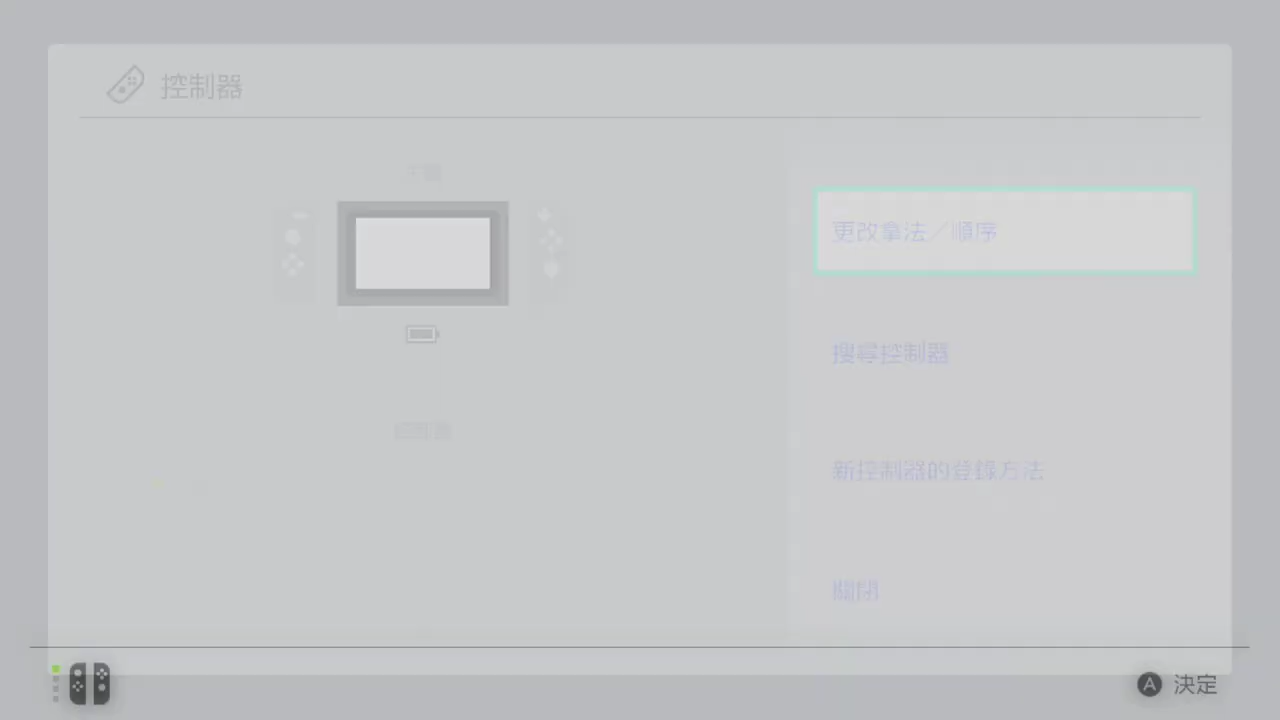 控制器
更改拿法／順序
搜尋控制器
新控制器的登錄方法
關閉
A 決定